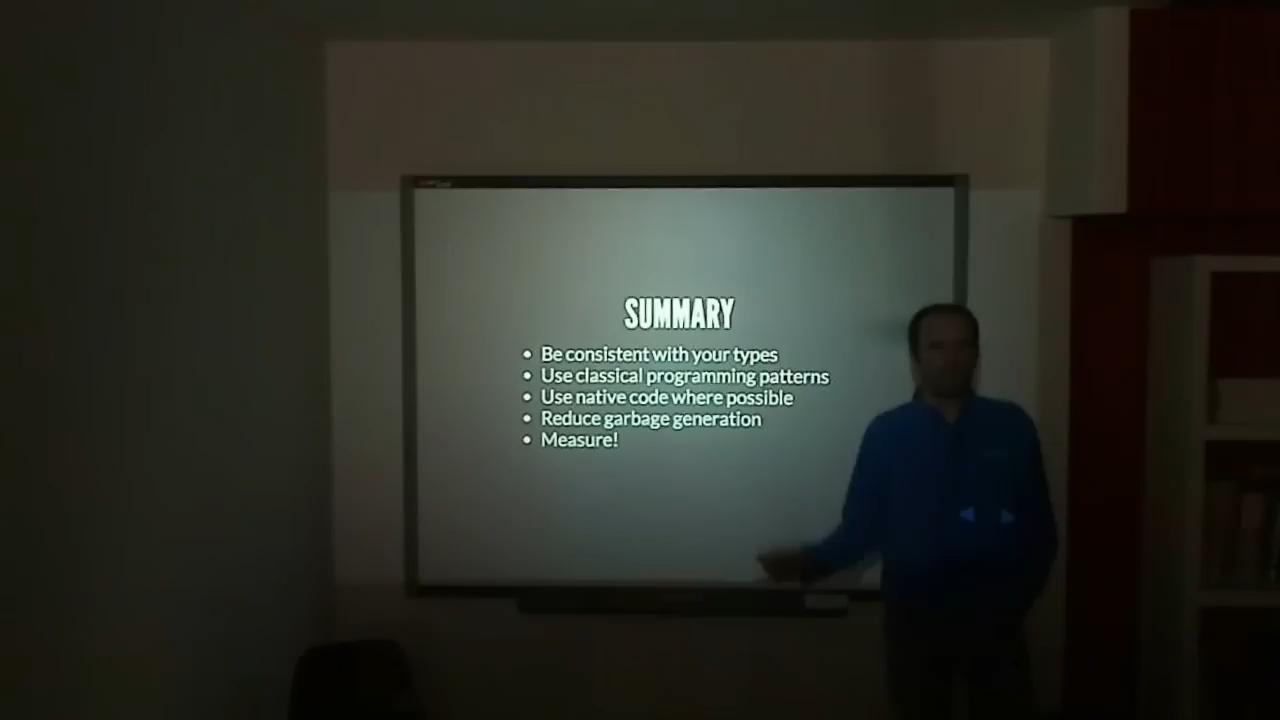 SUMMARY
Be consistent with your types
Use classical programming patterns
Use native code where possible
Reduce garbage generation
Measure!